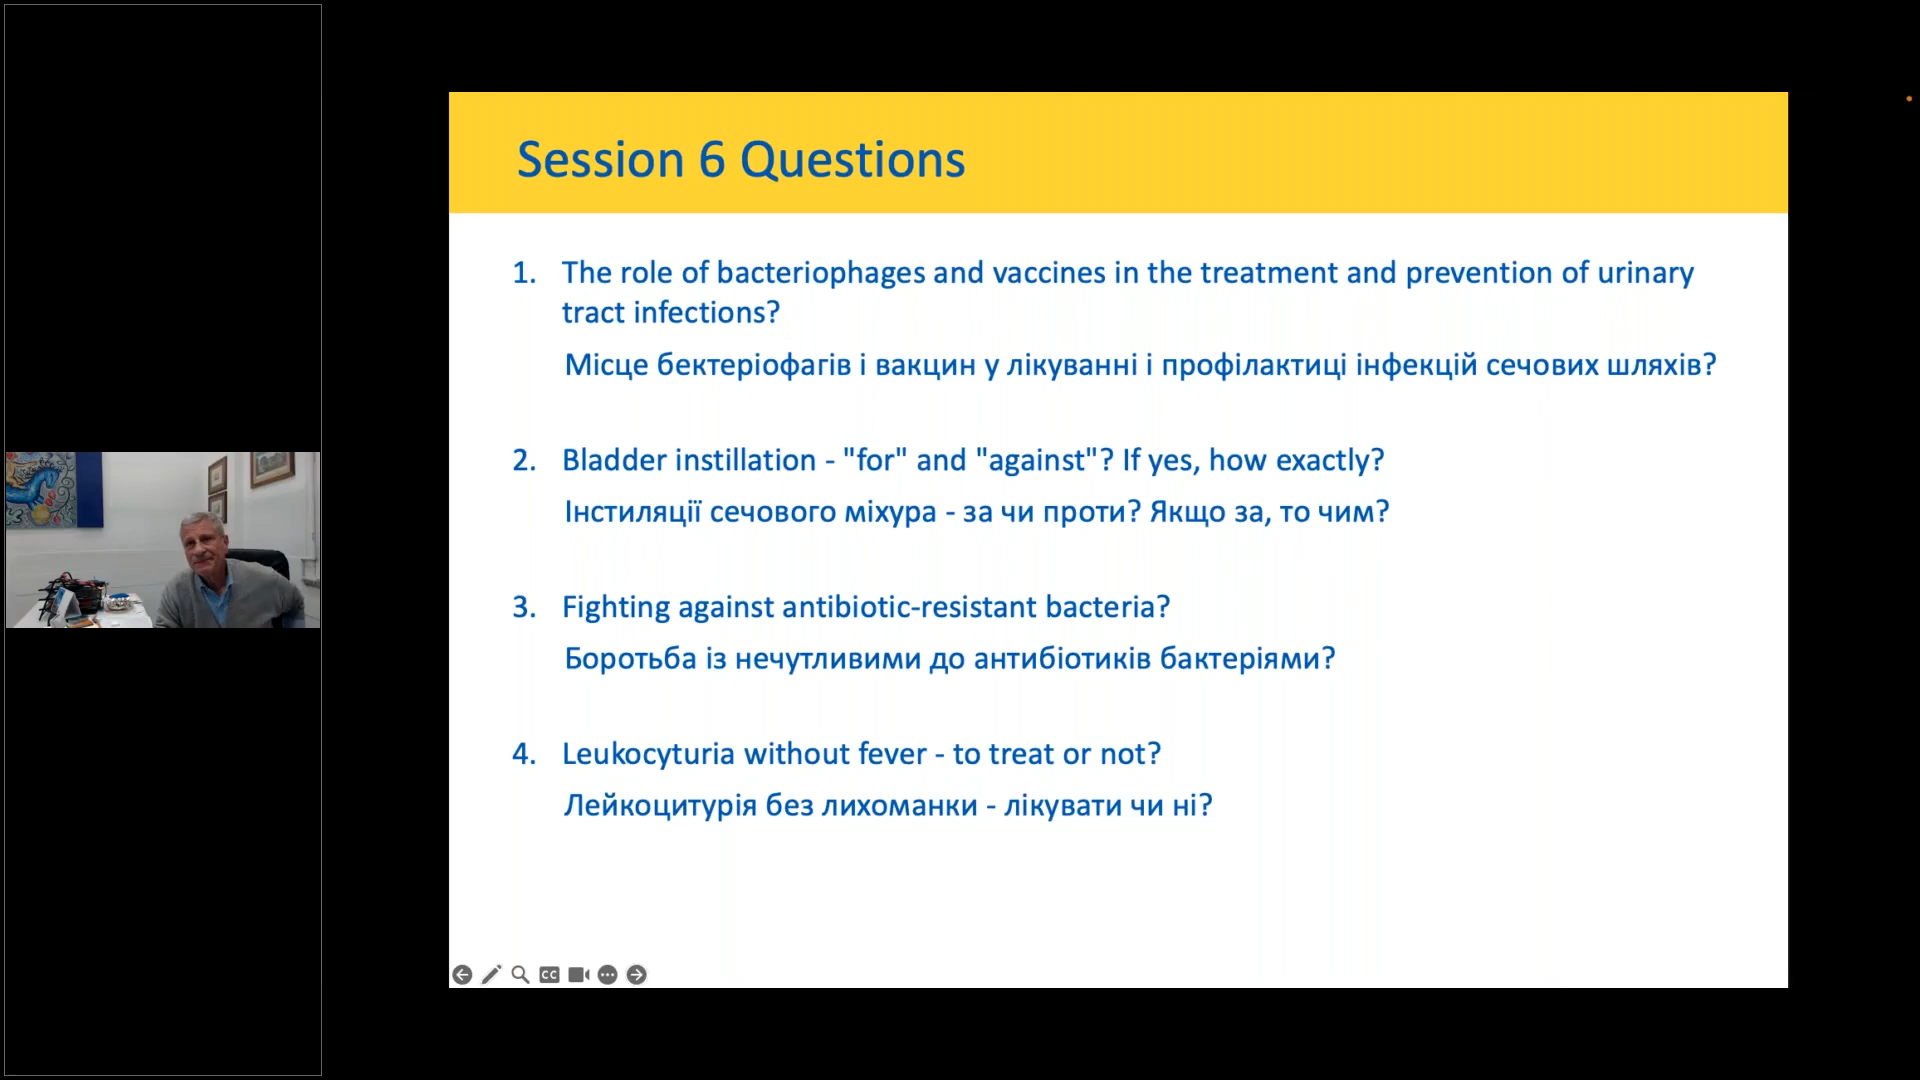 Session 6 Questions
1. The role of bacteriophages and vaccines in the treatment and prevention of urinary
tract infections?
Місце бектеріофагів і вакцин у лікуванні і профілактиці інфекцій сечових шляхів?
2. Bladder instillation - "for" and "against"? If yes, how exactly?
Інстиляції сечового міхура - за чи проти? Якщо за, то чим?
3. Fighting against antibiotic-resistant bacteria?
Боротьба із нечутливими до антибіотиків бактеріями?
4. Leukocyturia without fever - to treat or not?
Лейкоцитурія без лихоманки - лікувати чи ні?
CC